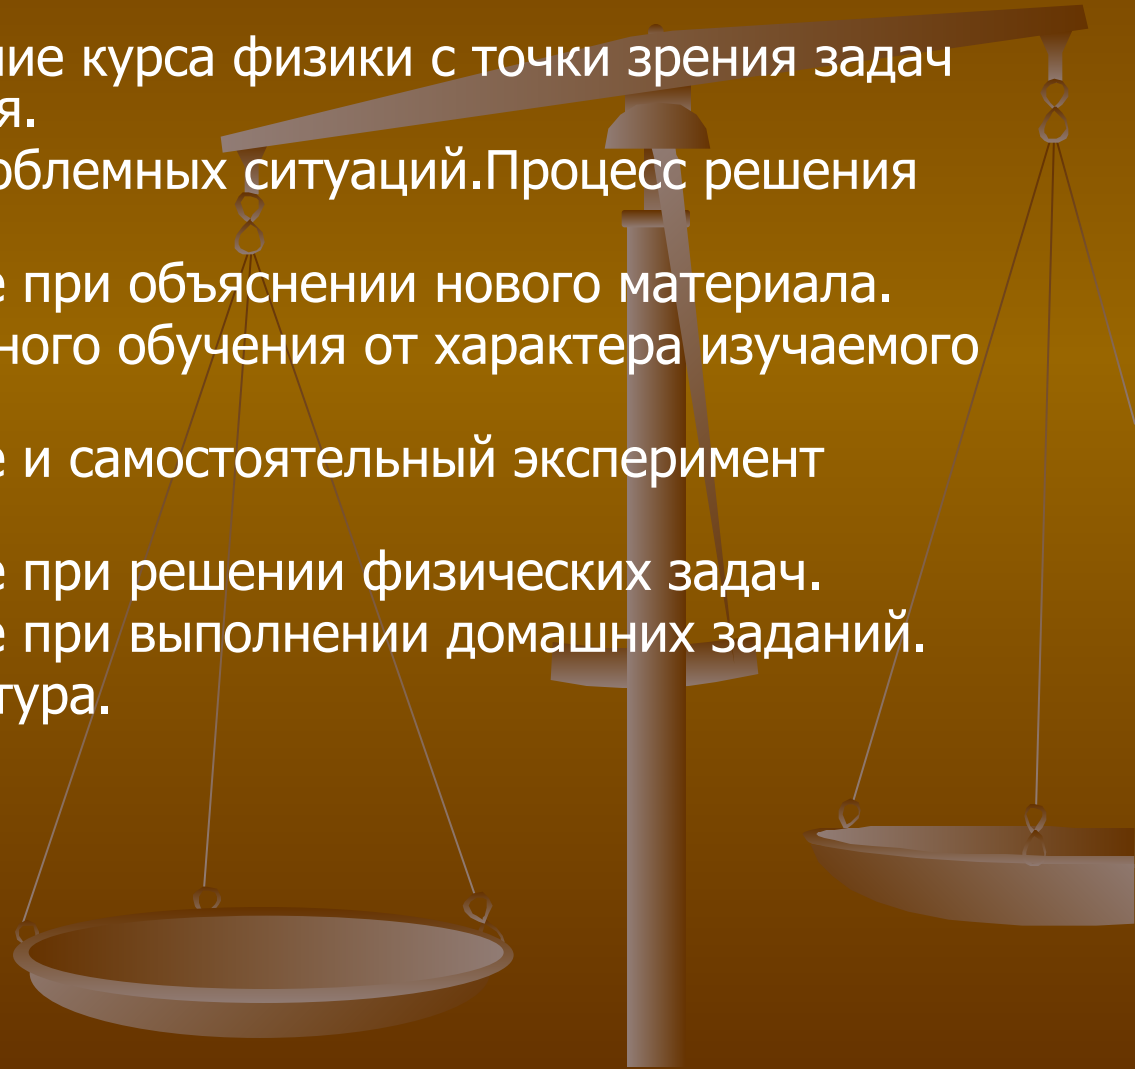 ние курса физики с точки зрения задач
я.
облемных ситуаций.Процесс решения
е при объяснении нового материала.
ного обучения от характера изучаемого
е и самостоятельный эксперимент
е при решении физических задач.
е при выполнении домашних заданий.
тура.